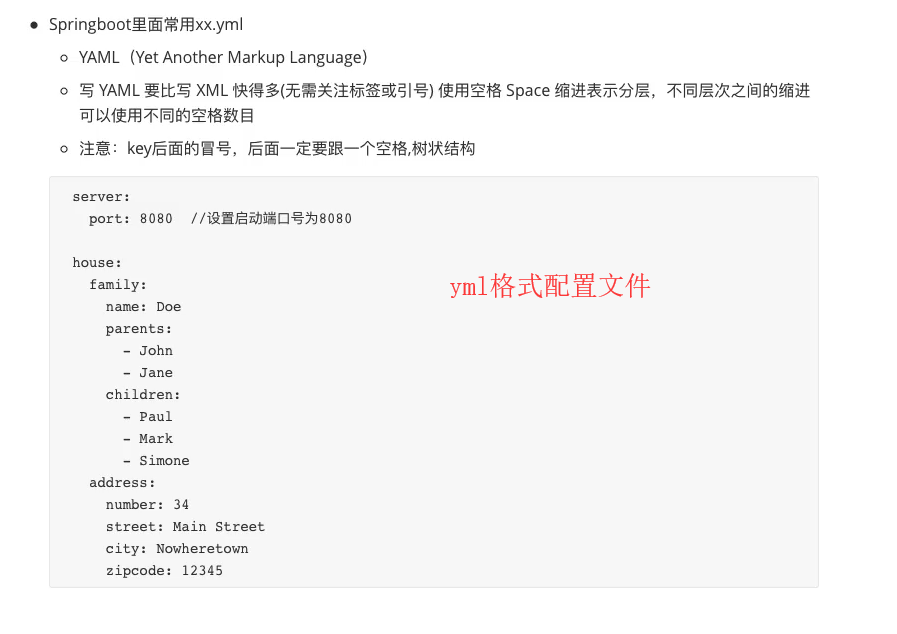 Springboot里面常用xx.yml
YAML（Yet Another Markup Language）
写 YAML 要比写 XML 快得多(无需关注标签或引号) 使用空格 Space 缩进表示分层，不同层次之间的缩进
可以使用不同的空格数目
注意：key后面的冒号，后面一定要跟一个空格,树状结构
server:
  port: 8080  //设置启动端口号为8080
house:
  family:
yml格式配置文件
    name: Doe
    parents:
      - John
      - Jane
    children:
      - Paul
      - Mark
      - Simone
  address:
    number: 34
    street: Main Street
    city: Nowheretown
    zipcode: 12345